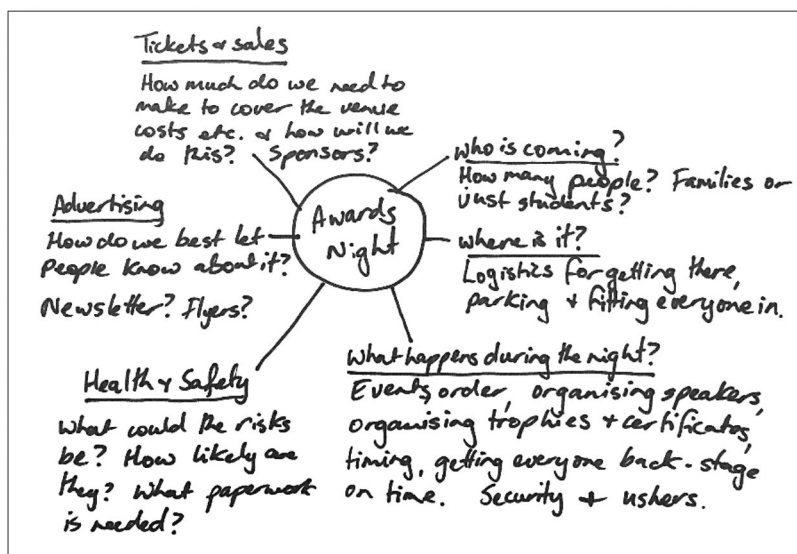 Tickets & sales
How much do we need to
make to cover the venue
costs etc. & how will we
do this? Sponsors?
Who is coming?
How many people? Families or
just students?
Awards
Night
Advertising
How do we best let
people know about it?
Newsletter? Flyers?
Where is it?
Logistics for getting there,
parking + fitting everyone in.
Health & Safety
What could the risks
be? How likely are
they? What paperwork
is needed?
What happens during the night?
Events, order, organising speakers,
organising trophies + certificates,
timing, getting everyone back-stage
on time. Security + ushers.